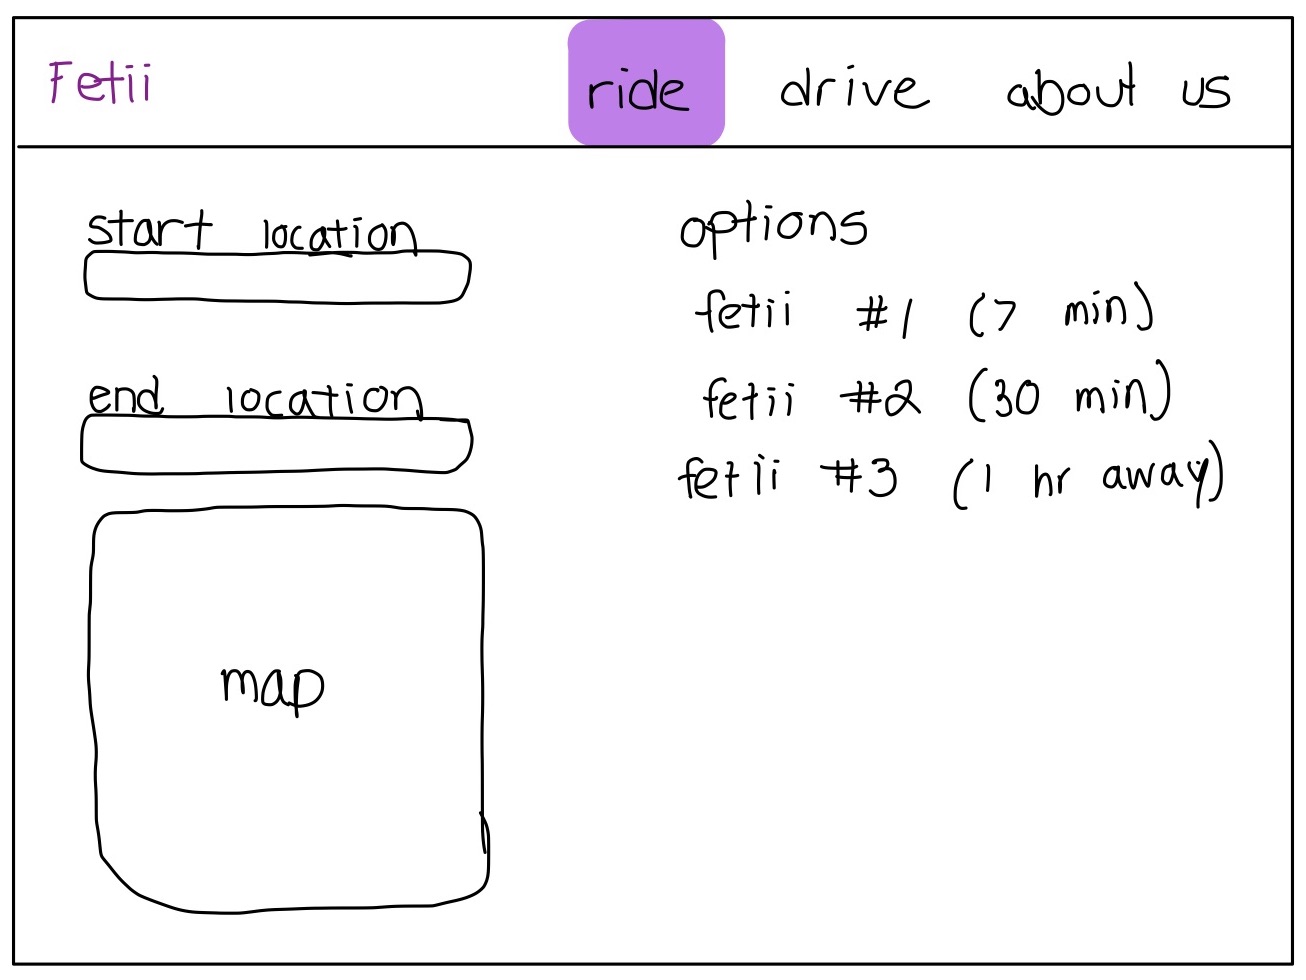 Fetii
ride drive about us
start location
end location
map
options
fetii #1 (7 min)
fetii #2 (30 min)
fetii #3 (1 hr away)